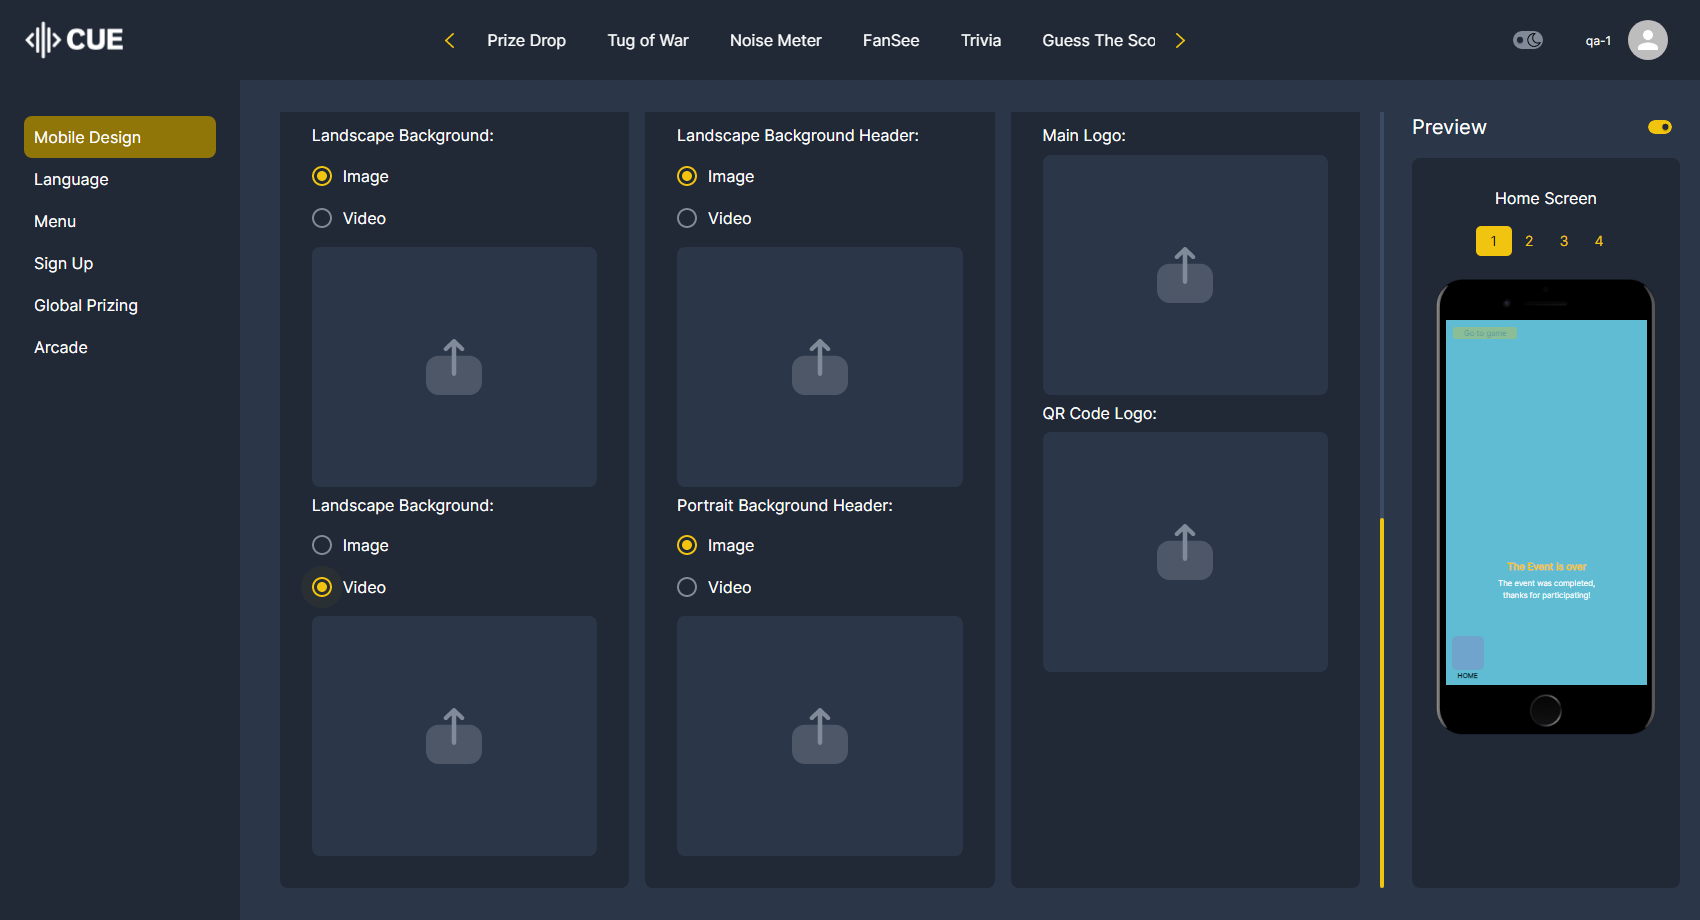 CUE
Prize Drop
Tug of War
Noise Meter
FanSee
Trivia
Guess The Sco
qa-1
Mobile Design
Language
Menu
Sign Up
Global Prizing
Arcade
Landscape Background:
Image
Video
Landscape Background:
Image
Video
Landscape Background Header:
Image
Video
Portrait Background Header:
Image
Video
Main Logo:
QR Code Logo:
Preview
Home Screen
1 2 3 4
Go to game
The Event is over
The event was completed,
thanks for participating!
HOME